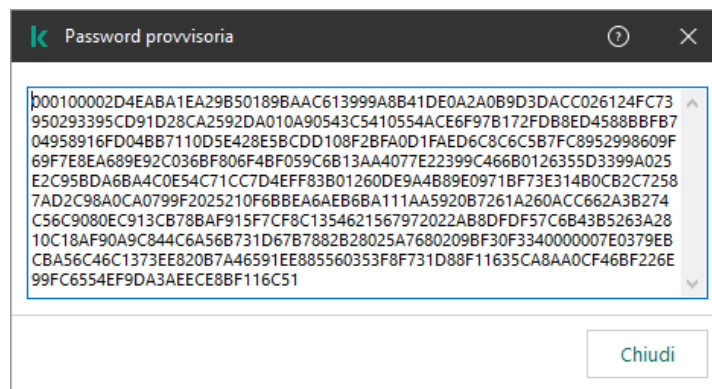 Password provvisoria
000100002D4EABA1EA29B50189BAAC613999A8B41DE0A2A0B9D3DACC026124FC73
950293395CD91D28CA2592DA010A90543C5410554ACE6F97B172FDB8ED4588BBFB7
04958916FD04BB7110D5E428E5BCDD108F2BFA0D1FAED6C8C6C5B7FC8952998609F
69F7E8EA689E92C036BF806F4BF059C6B13AA4077E22399C466B0126355D3399A025
E2C95BDA6BA4C0E54C71CC7D4EFF83B01260DE9A4B89E0971BF73E314B0CB2C7258
7AD2C98A0CA0799F2025210F6BBEA6AEB6BA111AA5920B7261A260ACC662A3B274
C56C9080EC913CB78BAF915F7CF8C1354621567972022AB8DFDF57C6B43B5263A28
10C18AF90A9C844C6A56B731D67B7882B28025A7680209BF30F3340000007E0379EB
CBA56C46C1373EE820B7A46591EE885560353F8F731D88F11635CA8AA0CF46BF226E
99FC6554EF9DA3AEECE8BF116C51
Chiudi